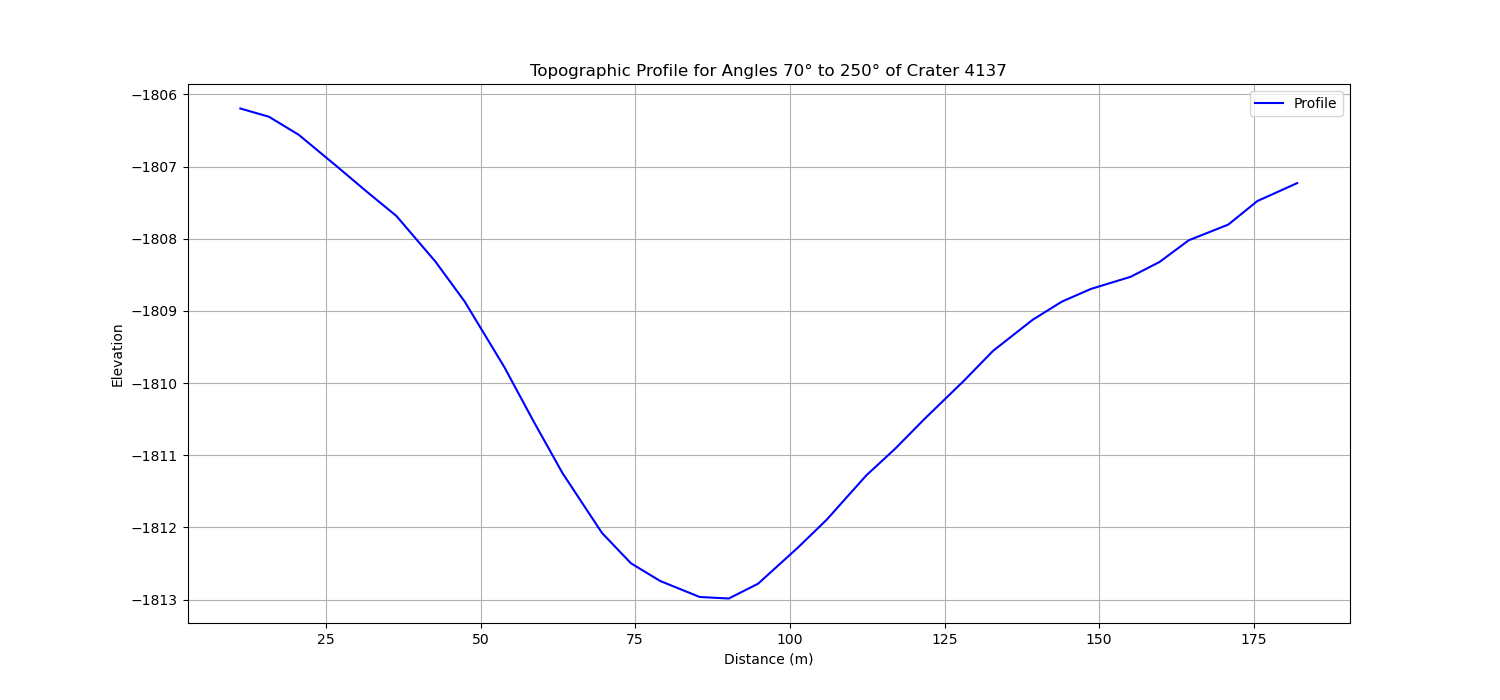 Topographic Profile for Angles 70° to 250° of Crater 4137
Profile
Elevation
−1806
−1807
−1808
−1809
−1810
−1811
−1812
−1813
25 50 75 100 125 150 175
Distance (m)